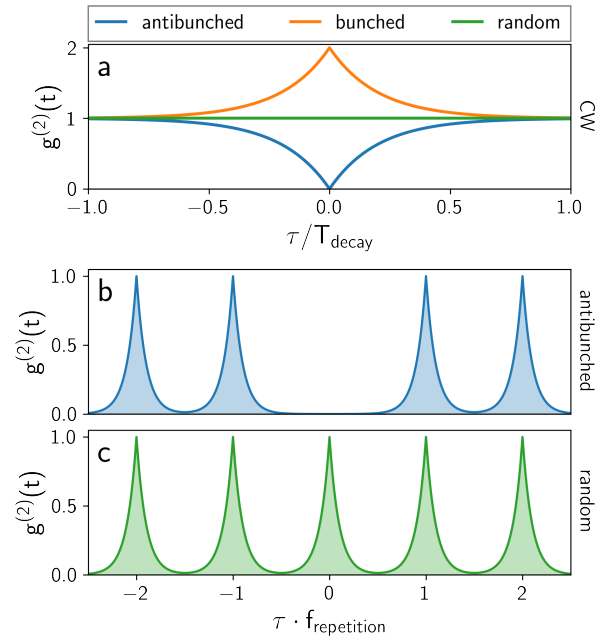 antibunched bunched random
a
2
1
0
g⁽²⁾(t)
CW
−1.0 −0.5 0.0 0.5 1.0
τ/T_decay
b
1.0
0.5
0.0
g⁽²⁾(t)
antibunched
c
1.0
0.5
0.0
g⁽²⁾(t)
random
−2 −1 0 1 2
τ · f_repetition